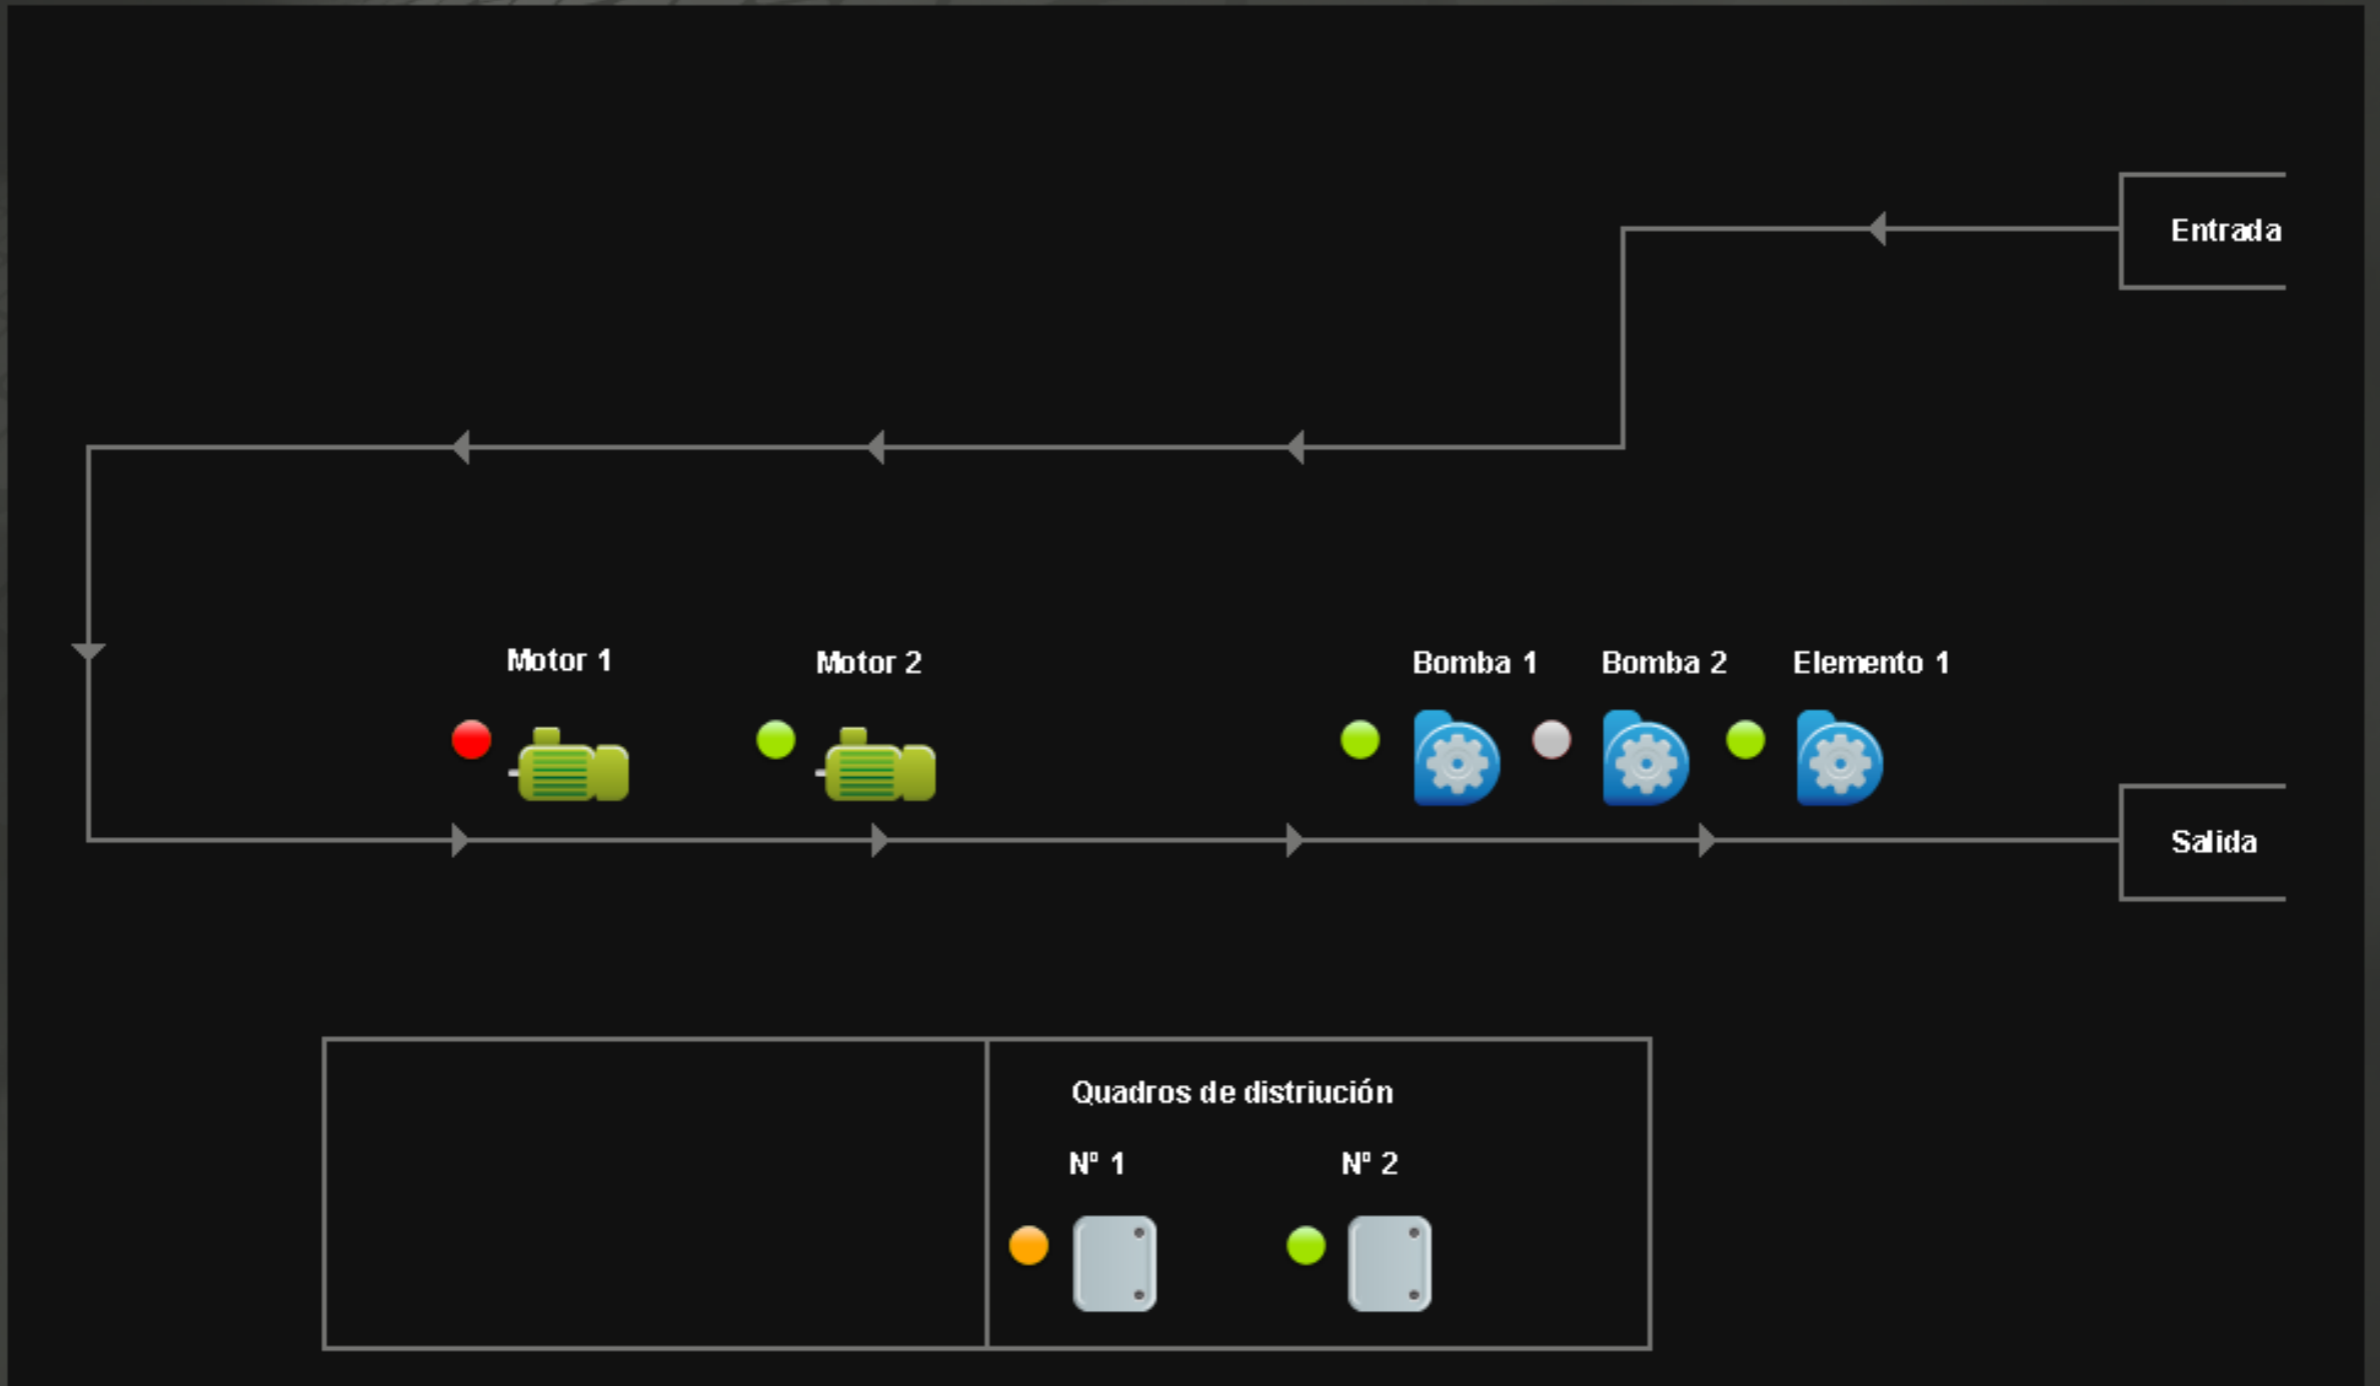 Entrada
Motor 1
Motor 2
Bomba 1
Bomba 2
Elemento 1
Salida
Quadros de distriución
Nº 1
Nº 2